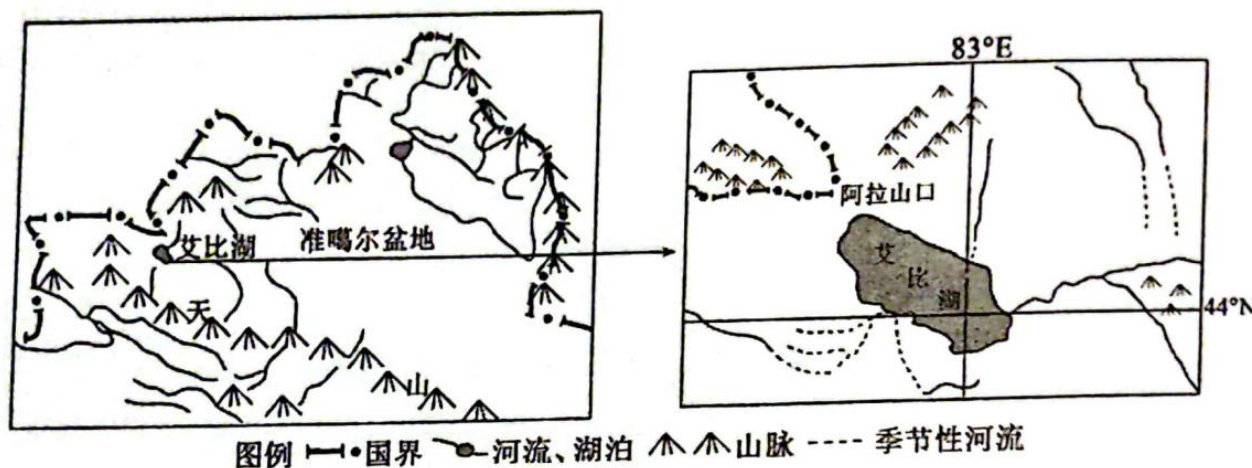 83°E
阿拉山口
艾比湖
准噶尔盆地
艾比湖
天
山
44°N
图例 国界 河流、湖泊 山脉 季节性河流